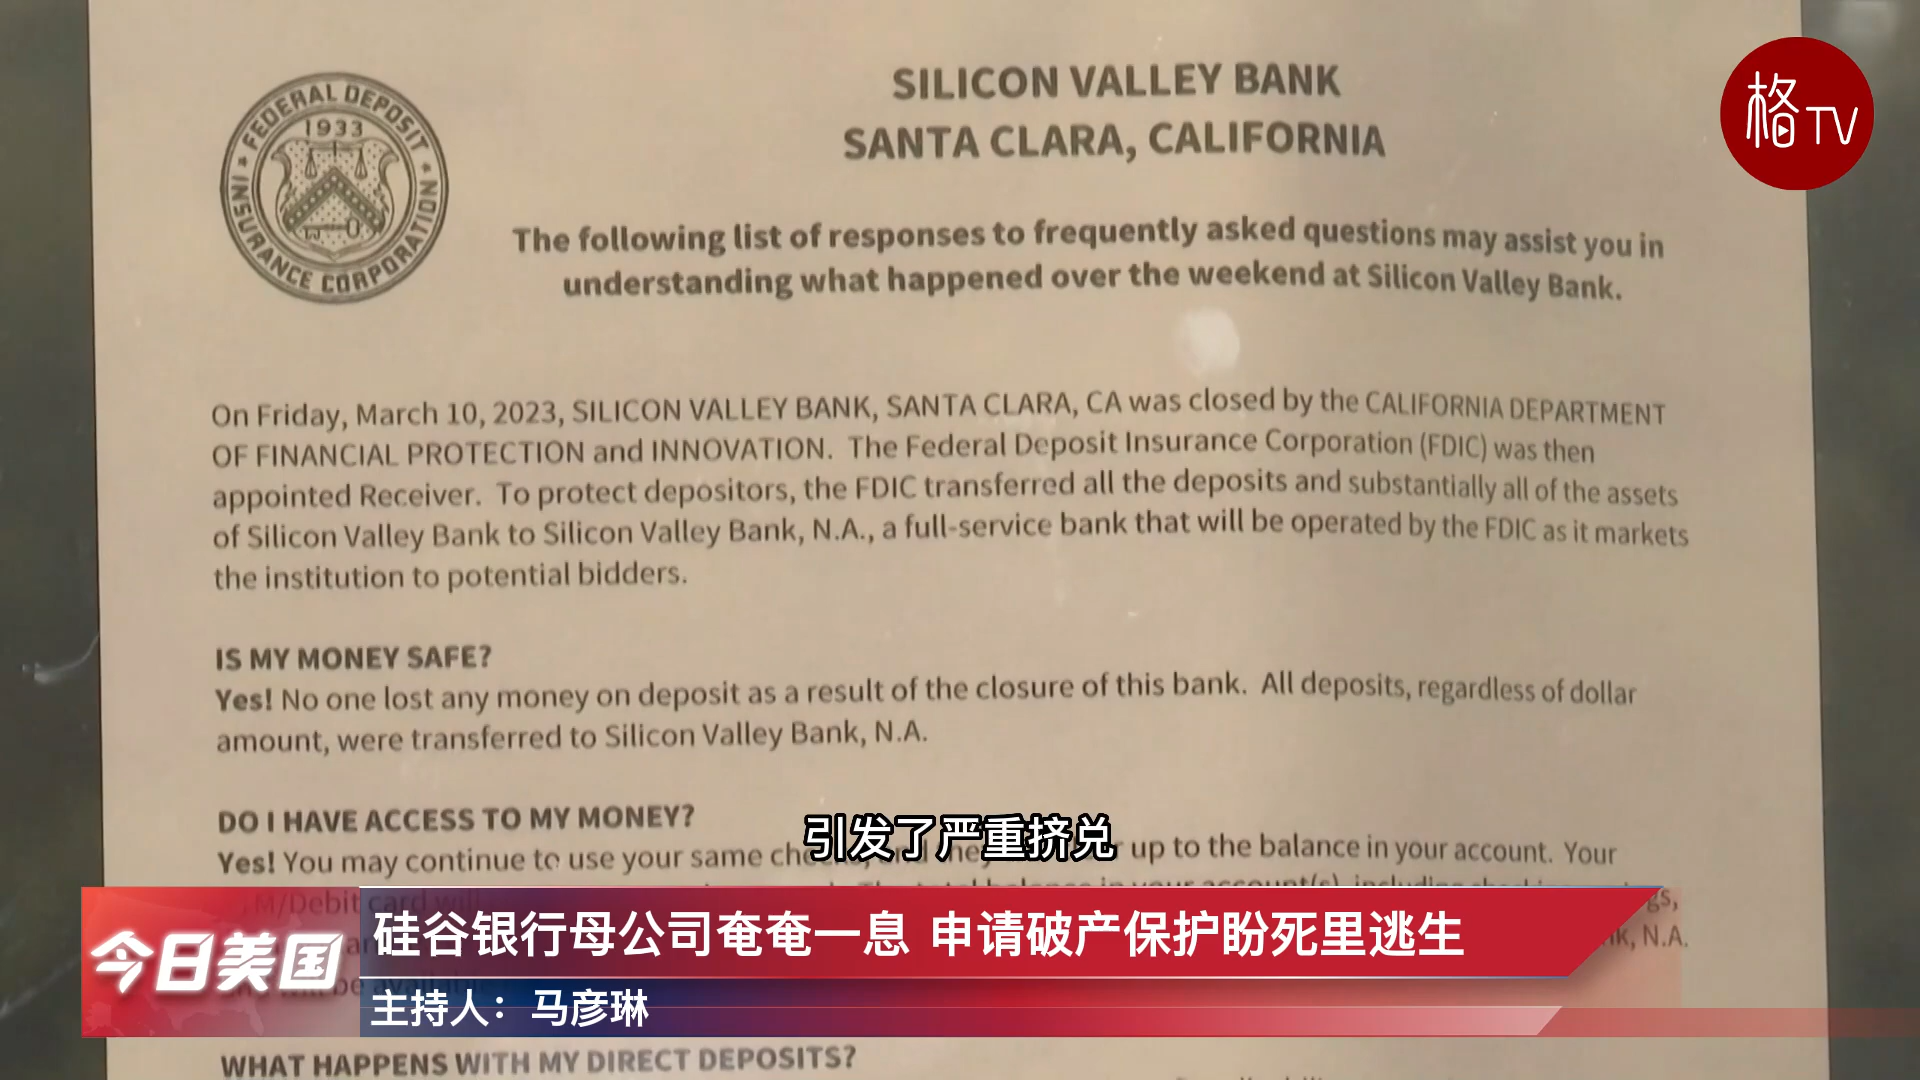 SILICON VALLEY BANK
SANTA CLARA, CALIFORNIA
FEDERAL DEPOSIT INSURANCE CORPORATION
1933
格TV
The following list of responses to frequently asked questions may assist you in
understanding what happened over the weekend at Silicon Valley Bank.
On Friday, March 10, 2023, SILICON VALLEY BANK, SANTA CLARA, CA was closed by the CALIFORNIA DEPARTMENT
OF FINANCIAL PROTECTION and INNOVATION. The Federal Deposit Insurance Corporation (FDIC) was then
appointed Receiver. To protect depositors, the FDIC transferred all the deposits and substantially all of the assets
of Silicon Valley Bank to Silicon Valley Bank, N.A., a full-service bank that will be operated by the FDIC as it markets
the institution to potential bidders.
IS MY MONEY SAFE?
Yes! No one lost any money on deposit as a result of the closure of this bank. All deposits, regardless of dollar
amount, were transferred to Silicon Valley Bank, N.A.
DO I HAVE ACCESS TO MY MONEY?
引发了严重挤兑
Yes! You may continue to use your same up to the balance in your account. Your
/Debit card
N.A.
硅谷银行母公司奄奄一息 申请破产保护盼死里逃生
今日美国
主持人：马彦琳
WHAT HAPPENS WITH MY DIRECT DEPOSITS?